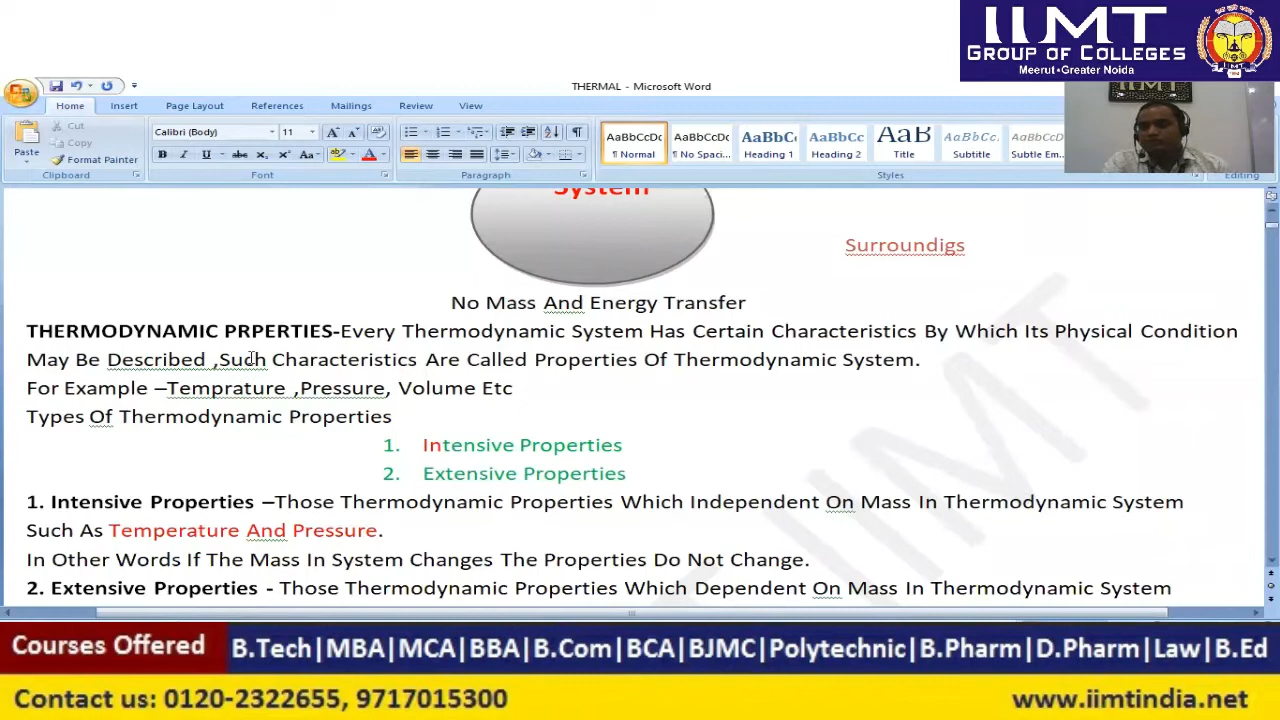 IIMT
GROUP OF COLLEGES
Meerut • Greater Noida
THERMAL - Microsoft Word
Home Insert Page Layout References Mailings Review View
Paste
Cut
Copy
Format Painter
Calibri (Body) 11
AaBbCcDc AaBbCcDc AaBbCc AaBbCc AaB AaBbCc. AaBbCcDc
¶ Normal ¶ No Spaci... Heading 1 Heading 2 Title Subtitle Subtle Em...
Clipboard Font Paragraph Styles Editing
System
Surroundigs
No Mass And Energy Transfer
THERMODYNAMIC PRPERTIES-Every Thermodynamic System Has Certain Characteristics By Which Its Physical Condition
May Be Described ,Such Characteristics Are Called Properties Of Thermodynamic System.
For Example –Temprature ,Pressure, Volume Etc
Types Of Thermodynamic Properties
1. Intensive Properties
2. Extensive Properties
1. Intensive Properties –Those Thermodynamic Properties Which Independent On Mass In Thermodynamic System
Such As Temperature And Pressure.
In Other Words If The Mass In System Changes The Properties Do Not Change.
2. Extensive Properties - Those Thermodynamic Properties Which Dependent On Mass In Thermodynamic System
IIMT
Courses Offered
B.Tech|MBA|MCA|BBA|B.Com|BCA|BJMC|Polytechnic|B.Pharm|D.Pharm|Law|B.Ed
Contact us: 0120-2322655, 9717015300
www.iimtindia.net